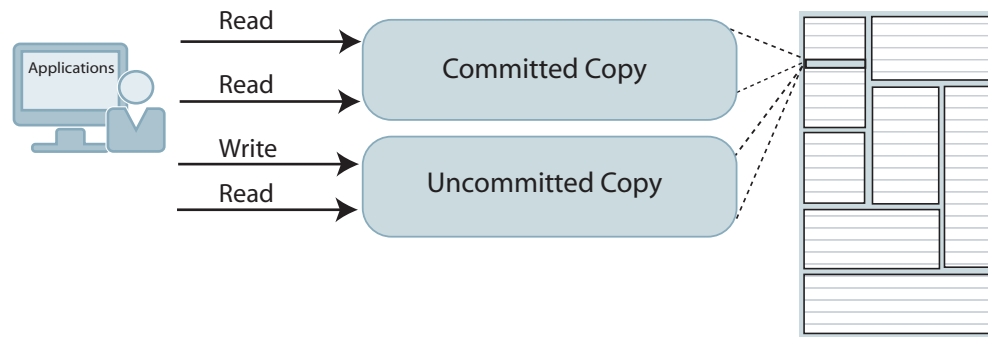 Read
Applications
Committed Copy
Read
Write
Uncommitted Copy
Read